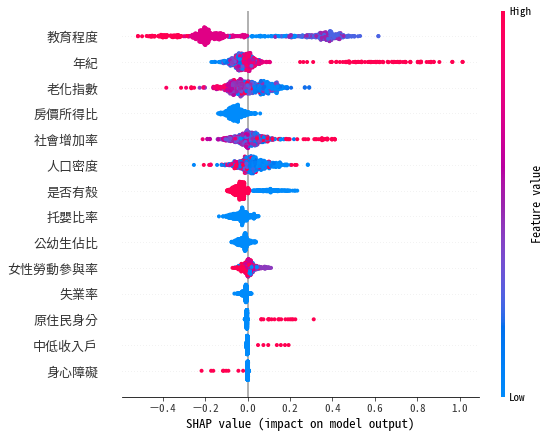 High
教育程度
年紀
老化指數
房價所得比
社會增加率
人口密度
是否有殼
托嬰比率
公幼生佔比
女性勞動參與率
失業率
原住民身分
中低收入戶
身心障礙
Feature value
Low
−0.4 −0.2 0.0 0.2 0.4 0.6 0.8 1.0
SHAP value (impact on model output)